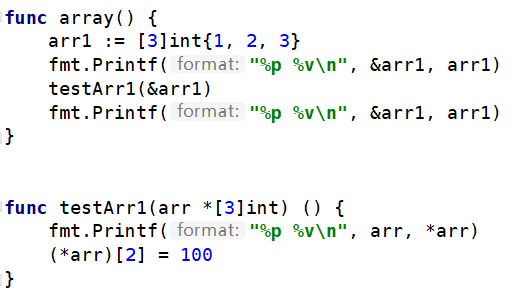 func array() {
    arr1 := [3]int{1, 2, 3}
    fmt.Printf( format: "%p %v\n", &arr1, arr1)
    testArr1(&arr1)
    fmt.Printf( format: "%p %v\n", &arr1, arr1)
}
func testArr1(arr *[3]int) () {
    fmt.Printf( format: "%p %v\n", arr, *arr)
    (*arr)[2] = 100
}